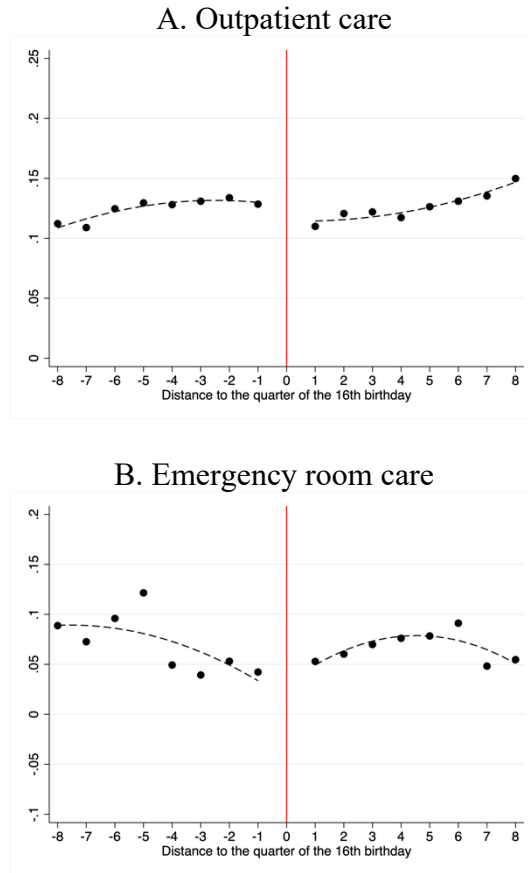 A. Outpatient care
.25
.2
.15
.1
.05
0
-8 -7 -6 -5 -4 -3 -2 -1 0 1 2 3 4 5 6 7 8
Distance to the quarter of the 16th birthday
B. Emergency room care
.2
.15
.1
.05
0
-.05
-.1
-8 -7 -6 -5 -4 -3 -2 -1 0 1 2 3 4 5 6 7 8
Distance to the quarter of the 16th birthday